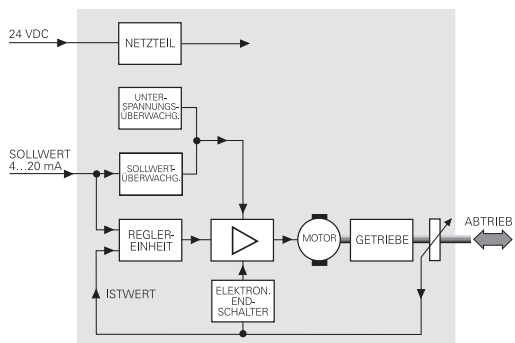 24 VDC
NETZTEIL
UNTER-
SPANNUNGS-
ÜBERWACHG.
SOLLWERT
4...20 mA
SOLLWERT-
ÜBERWACHG.
REGLER-
EINHEIT
MOTOR
GETRIEBE
ABTRIEB
ISTWERT
ELEKTRON.
END-
SCHALTER